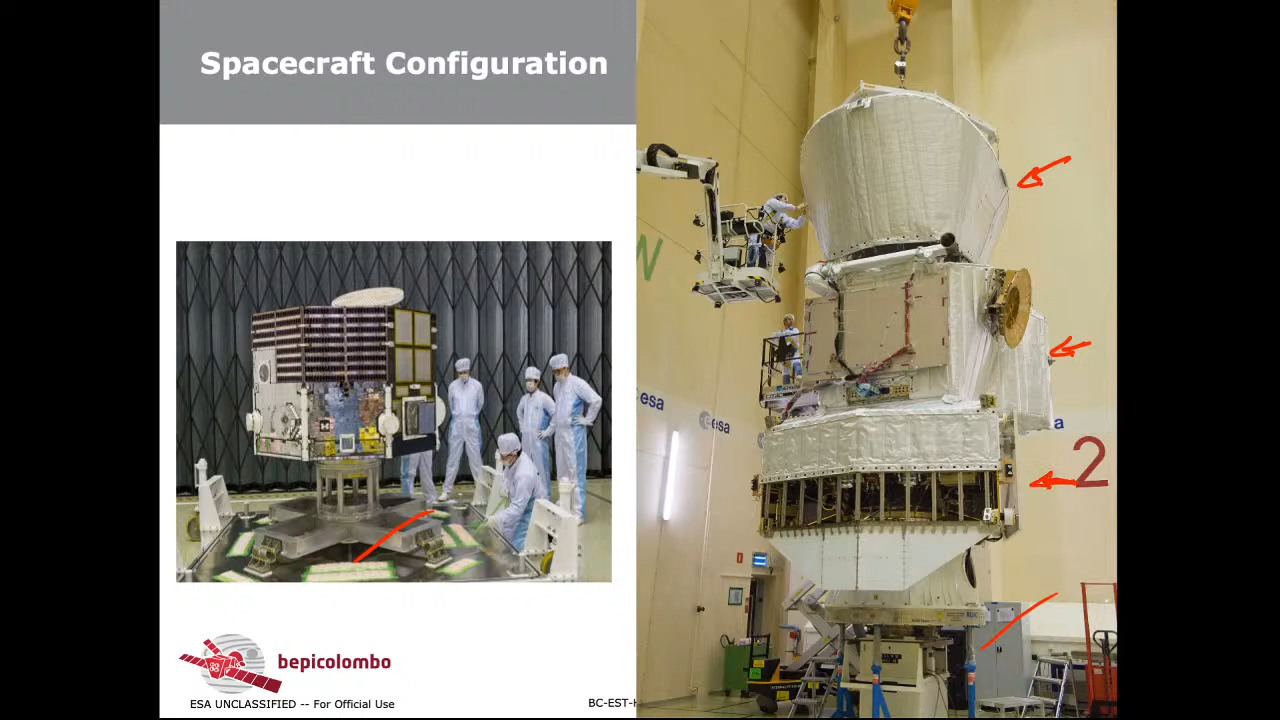 Spacecraft Configuration
esa
esa
a
2
bepicolombo
ESA UNCLASSIFIED -- For Official Use
BC-EST-H